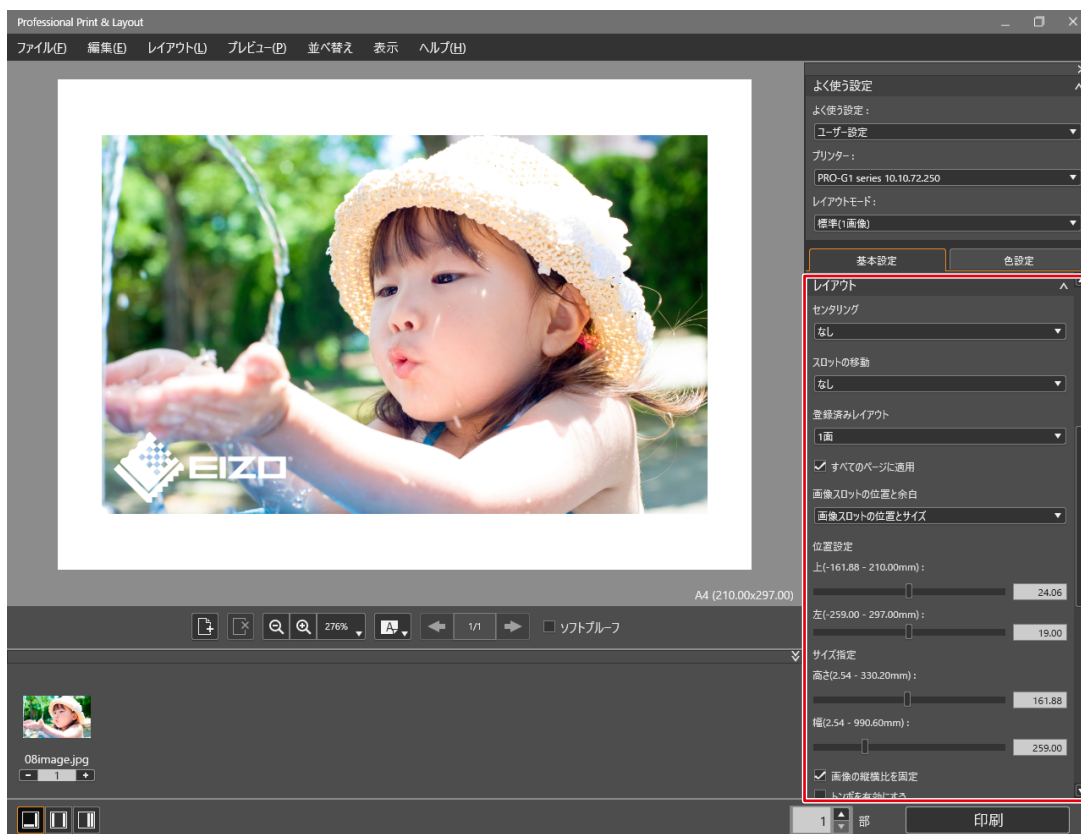 Professional Print & Layout
ファイル(F) 編集(E) レイアウト(L) プレビュー(P) 並べ替え 表示 ヘルプ(H)
よく使う設定
よく使う設定：
ユーザー設定
プリンター：
PRO-G1 series 10.10.72.250
レイアウトモード：
標準(1画像)
基本設定 色設定
レイアウト
センタリング
なし
スロットの移動
なし
登録済みレイアウト
1面
すべてのページに適用
画像スロットの位置と余白
画像スロットの位置とサイズ
位置設定
上(-161.88 - 210.00mm)：
24.06
左(-259.00 - 297.00mm)：
19.00
サイズ指定
高さ(2.54 - 330.20mm)：
161.88
幅(2.54 - 990.60mm)：
259.00
画像の縦横比を固定
トンボを有効にする
EIZO
A4 (210.00x297.00)
276% A 1/1 ソフトプルーフ
08image.jpg
- 1 +
1 部 印刷